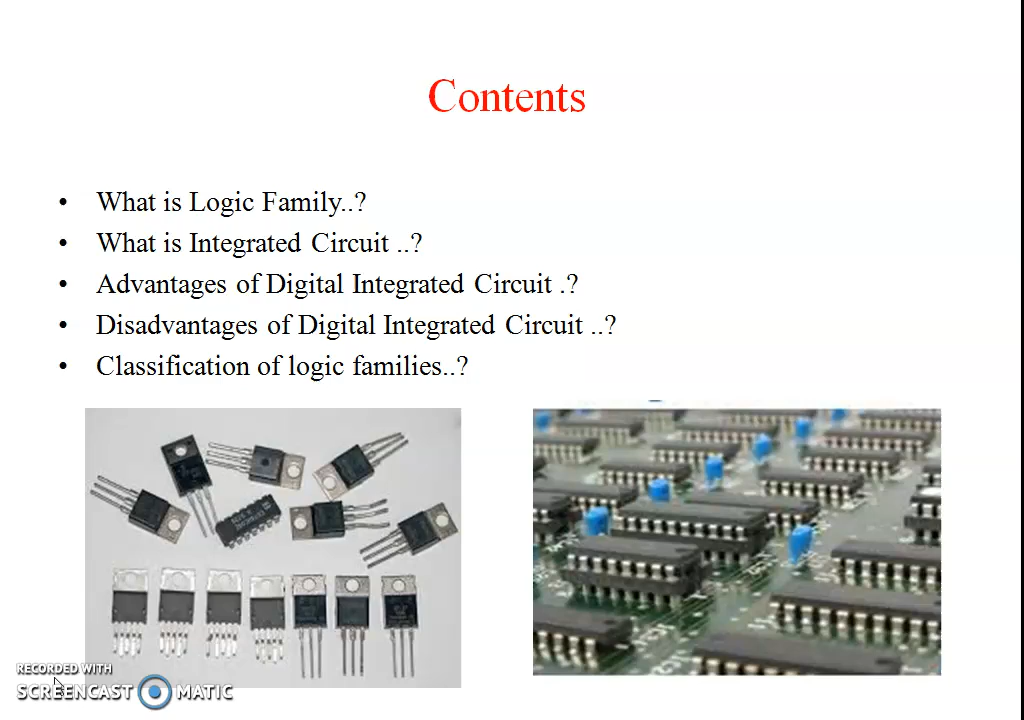 Contents
• What is Logic Family..?
• What is Integrated Circuit ..?
• Advantages of Digital Integrated Circuit .?
• Disadvantages of Digital Integrated Circuit ..?
• Classification of logic families..?
RECORDED WITH
SCREENCAST MATIC